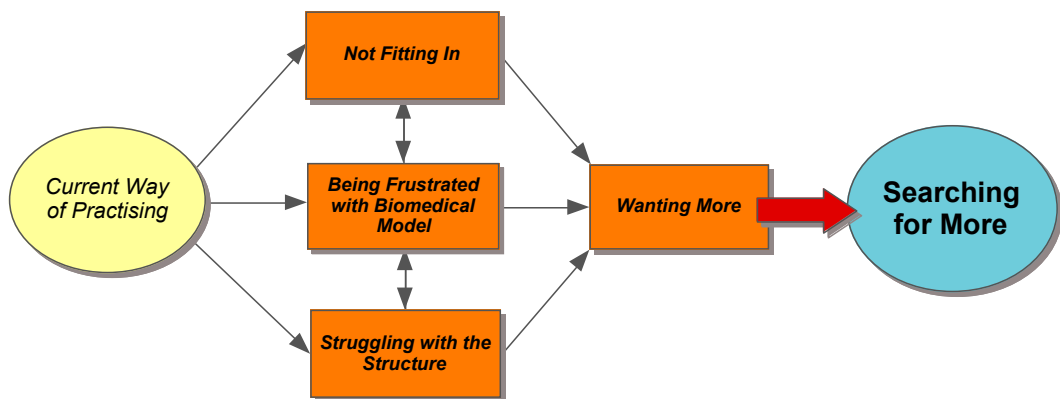 Not Fitting In
Current Way
of Practising
Being Frustrated
with Biomedical
Model
Wanting More
Searching
for More
Struggling with the
Structure